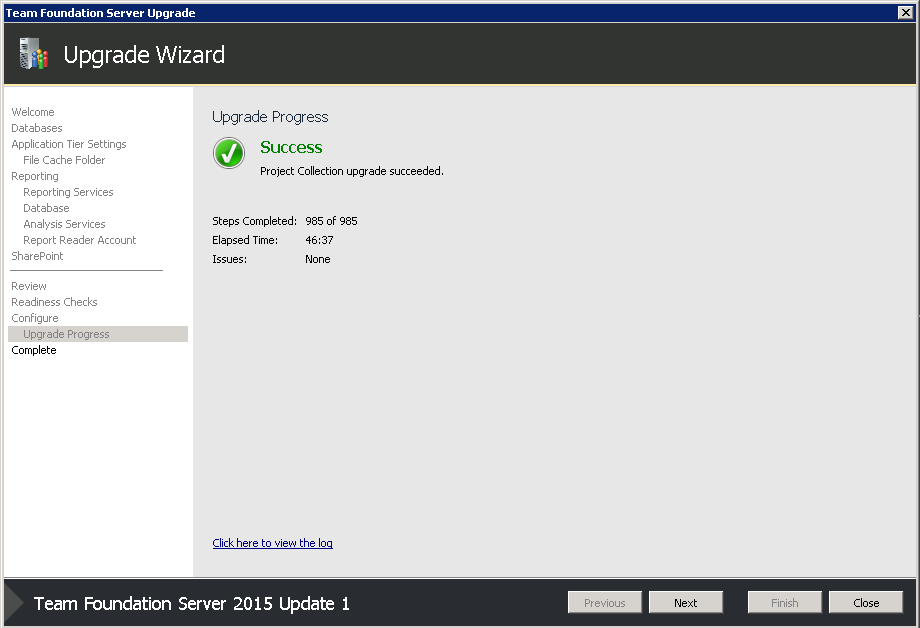 Team Foundation Server Upgrade
Upgrade Wizard
Welcome
Databases
Application Tier Settings
File Cache Folder
Reporting
Reporting Services
Database
Analysis Services
Report Reader Account
SharePoint
Review
Readiness Checks
Configure
Upgrade Progress
Complete
Upgrade Progress
Success
Project Collection upgrade succeeded.
Steps Completed: 985 of 985
Elapsed Time: 46:37
Issues: None
Click here to view the log
Team Foundation Server 2015 Update 1
Previous Next Finish Close